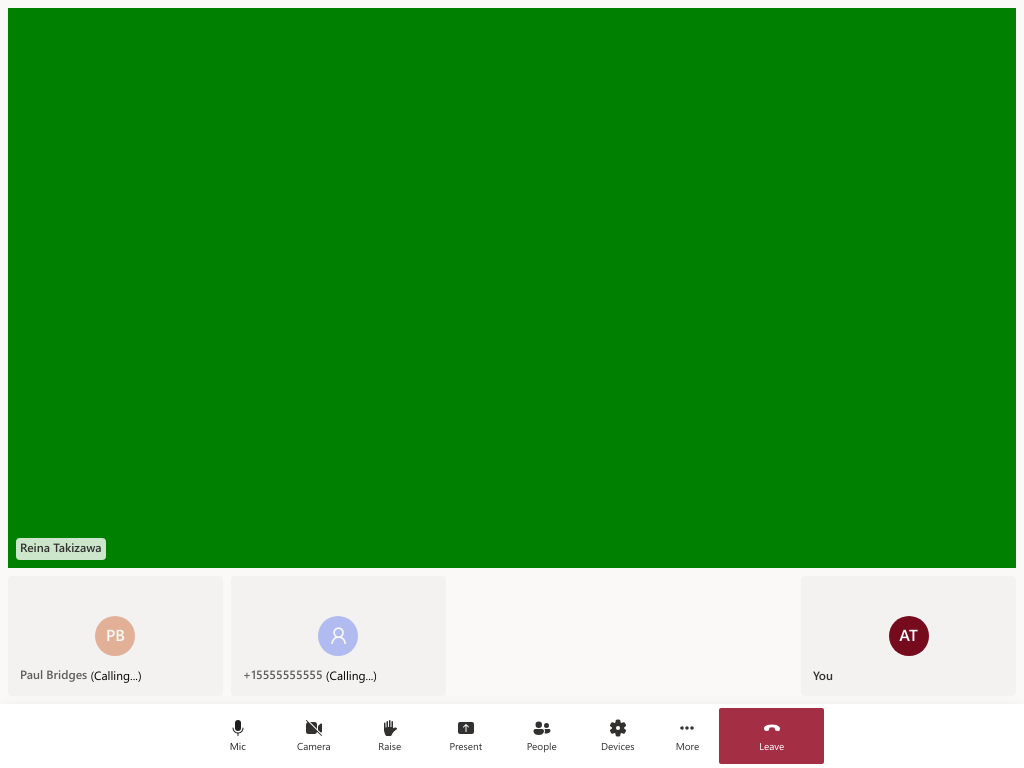 Reina Takizawa
PB
AT
Paul Bridges (Calling...)
+15555555555 (Calling...)
You
Mic
Camera
Raise
Present
People
Devices
More
Leave